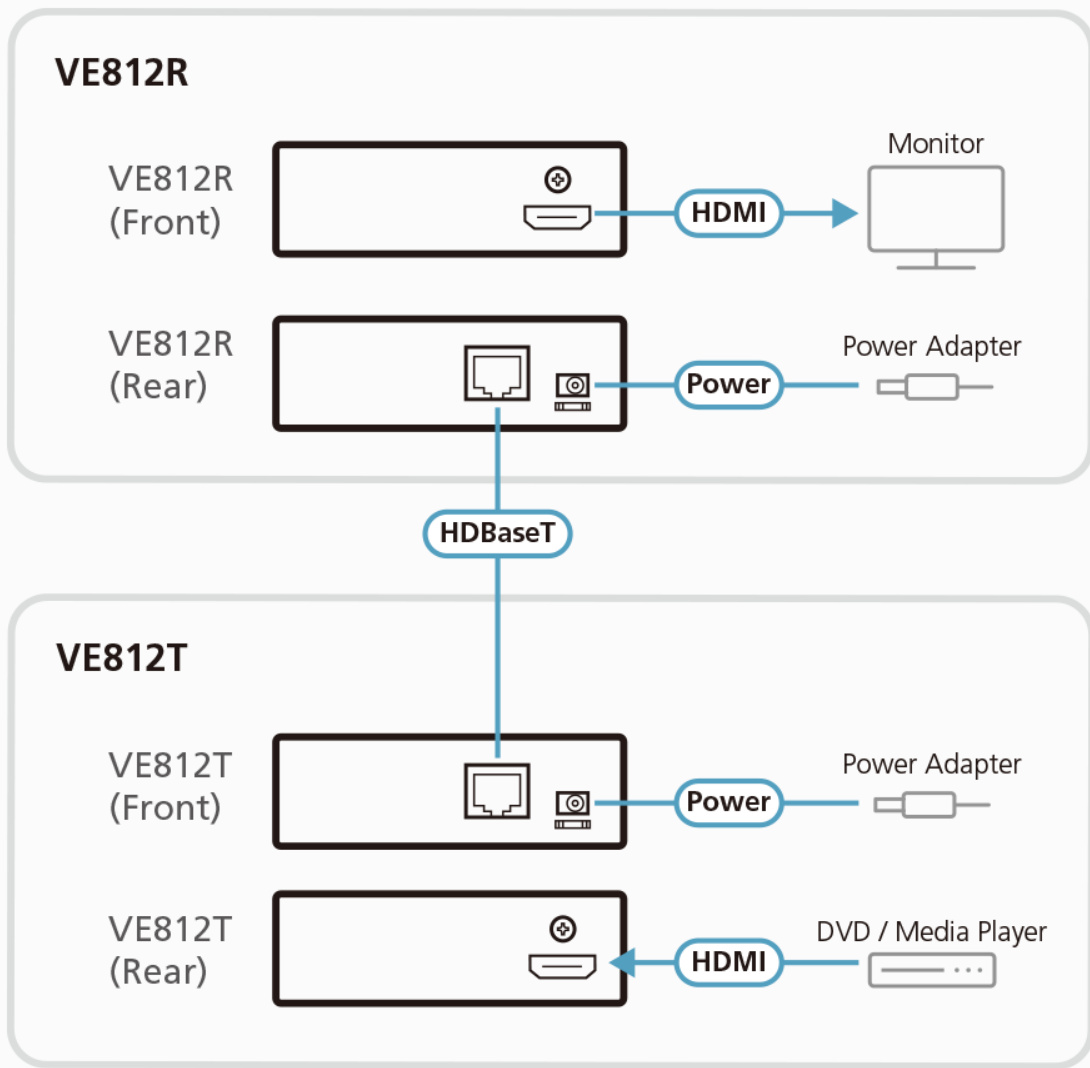 VE812R
VE812R
(Front)
HDMI
Monitor
VE812R
(Rear)
Power
Power Adapter
HDBaseT
VE812T
VE812T
(Front)
Power
Power Adapter
VE812T
(Rear)
HDMI
DVD / Media Player